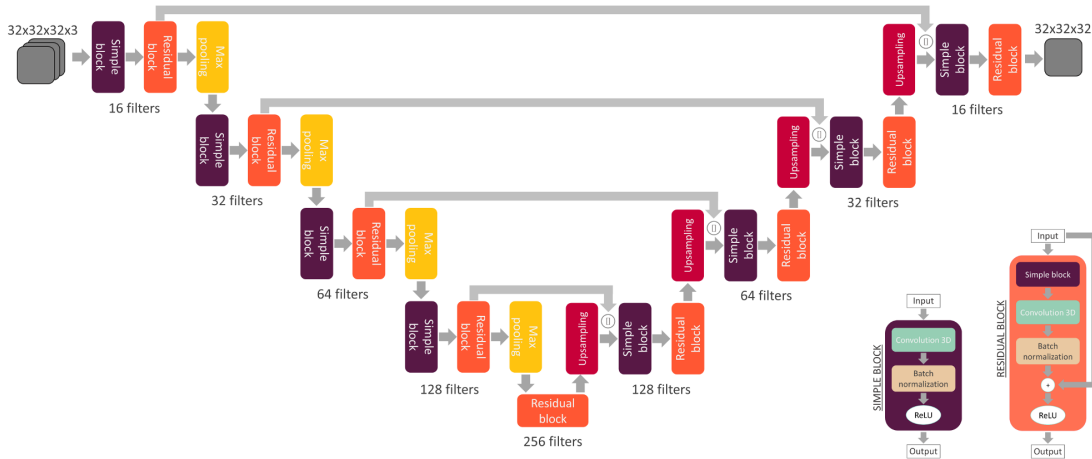 32x32x32x3
Simple
block
Residual
block
Max
pooling
16 filters
Simple
block
Residual
block
Max
pooling
32 filters
Simple
block
Residual
block
Max
pooling
64 filters
Simple
block
Residual
block
Max
pooling
128 filters
Residual
block
256 filters
Upsampling
[]
Simple
block
Residual
block
128 filters
Upsampling
[]
Simple
block
Residual
block
64 filters
Upsampling
[]
Simple
block
Residual
block
32 filters
Upsampling
[]
Simple
block
Residual
block
16 filters
32x32x32
SIMPLE BLOCK
Input
Convolution 3D
Batch
normalization
ReLU
Output
RESIDUAL BLOCK
Input
Simple block
Convolution 3D
Batch
normalization
+
ReLU
Output